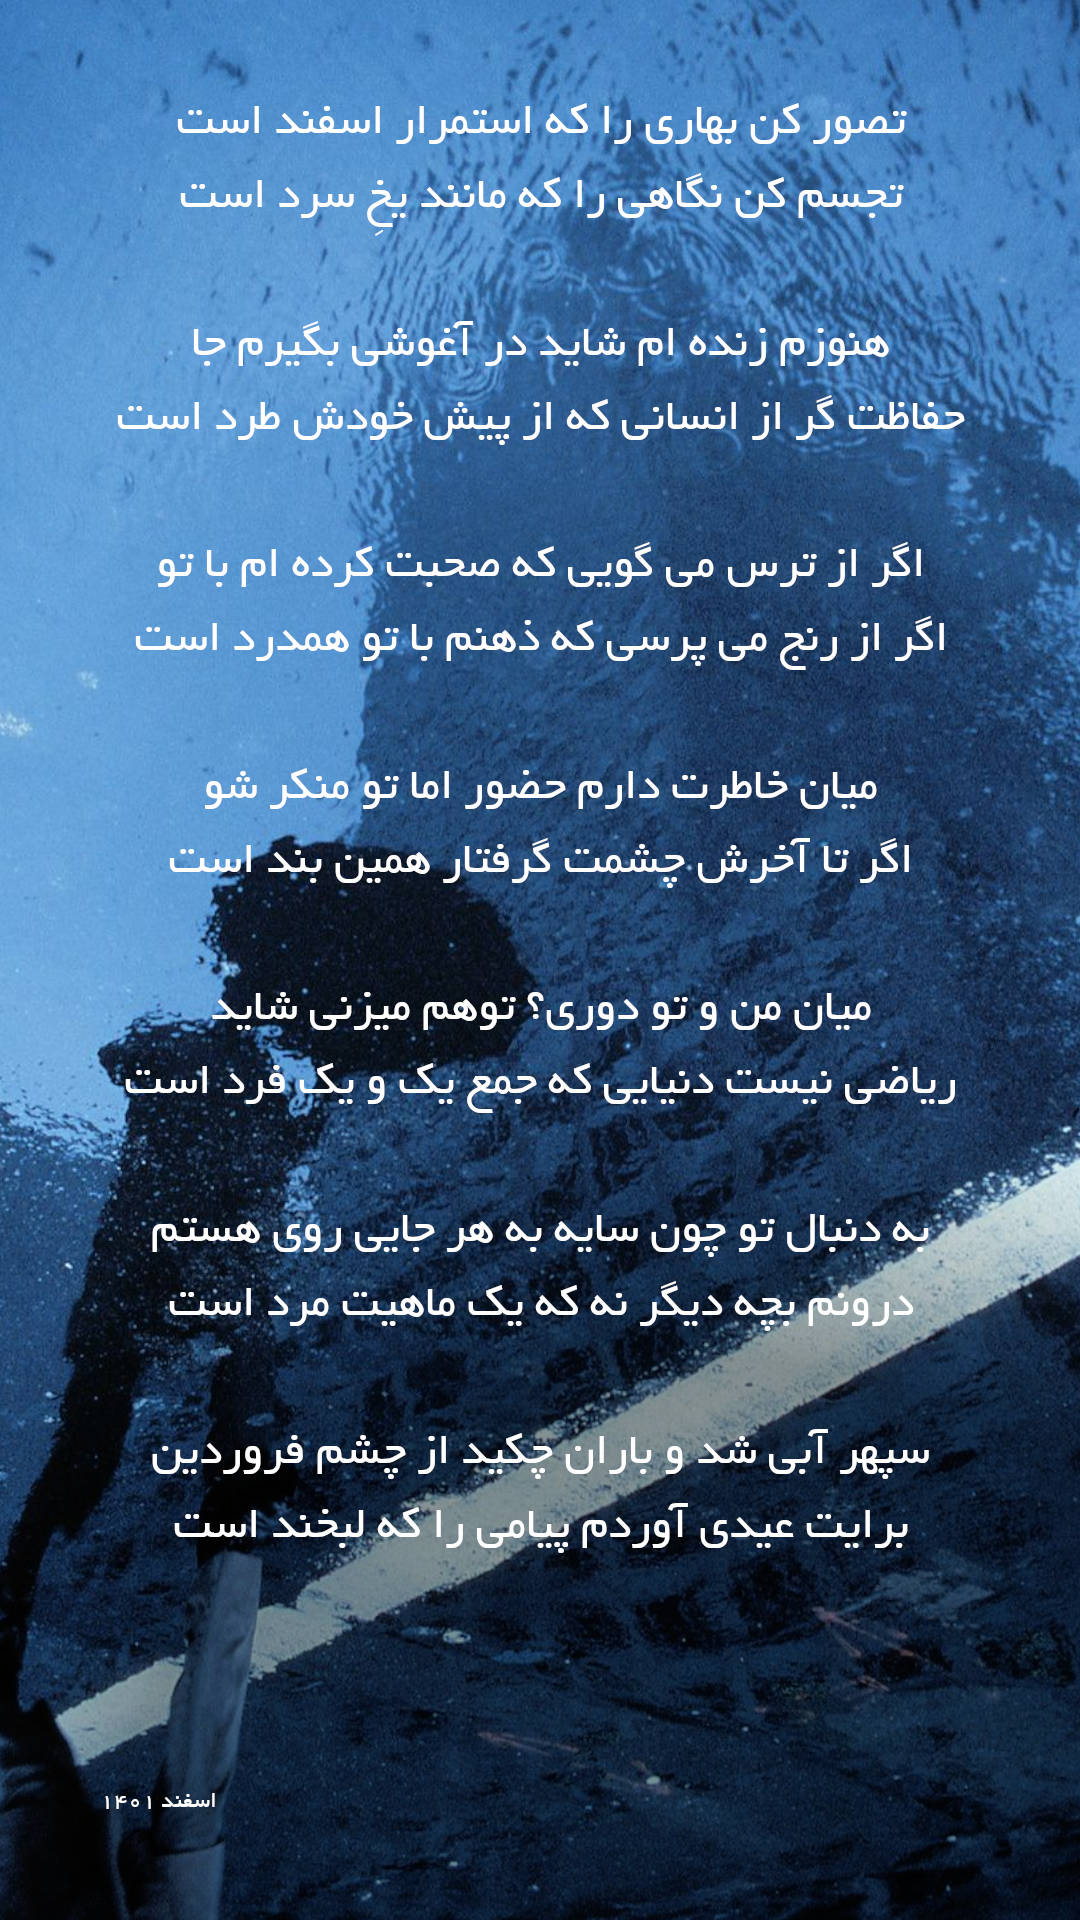 تصور کن بهاری را که استمرار اسفند است
تجسم کن نگاهی را که مانند یخِ سرد است
هنوزم زنده ام شاید در آغوشی بگیرم جا
حفاظت گر از انسانی که از پیش خودش طرد است
اگر از ترس می گویی که صحبت کرده ام با تو
اگر از رنج می پرسی که ذهنم با تو همدرد است
میان خاطرت دارم حضور اما تو منکر شو
اگر تا آخرش چشمت گرفتار همین بند است
میان من و تو دوری؟ توهم میزنی شاید
ریاضی نیست دنیایی که جمع یک و یک فرد است
به دنبال تو چون سایه به هر جایی روی هستم
درونم بچه دیگر نه که یک ماهیت مرد است
سپهر آبی شد و باران چکید از چشم فروردین
برایت عیدی آوردم پیامی را که لبخند است
اسفند ۱۴۰۱